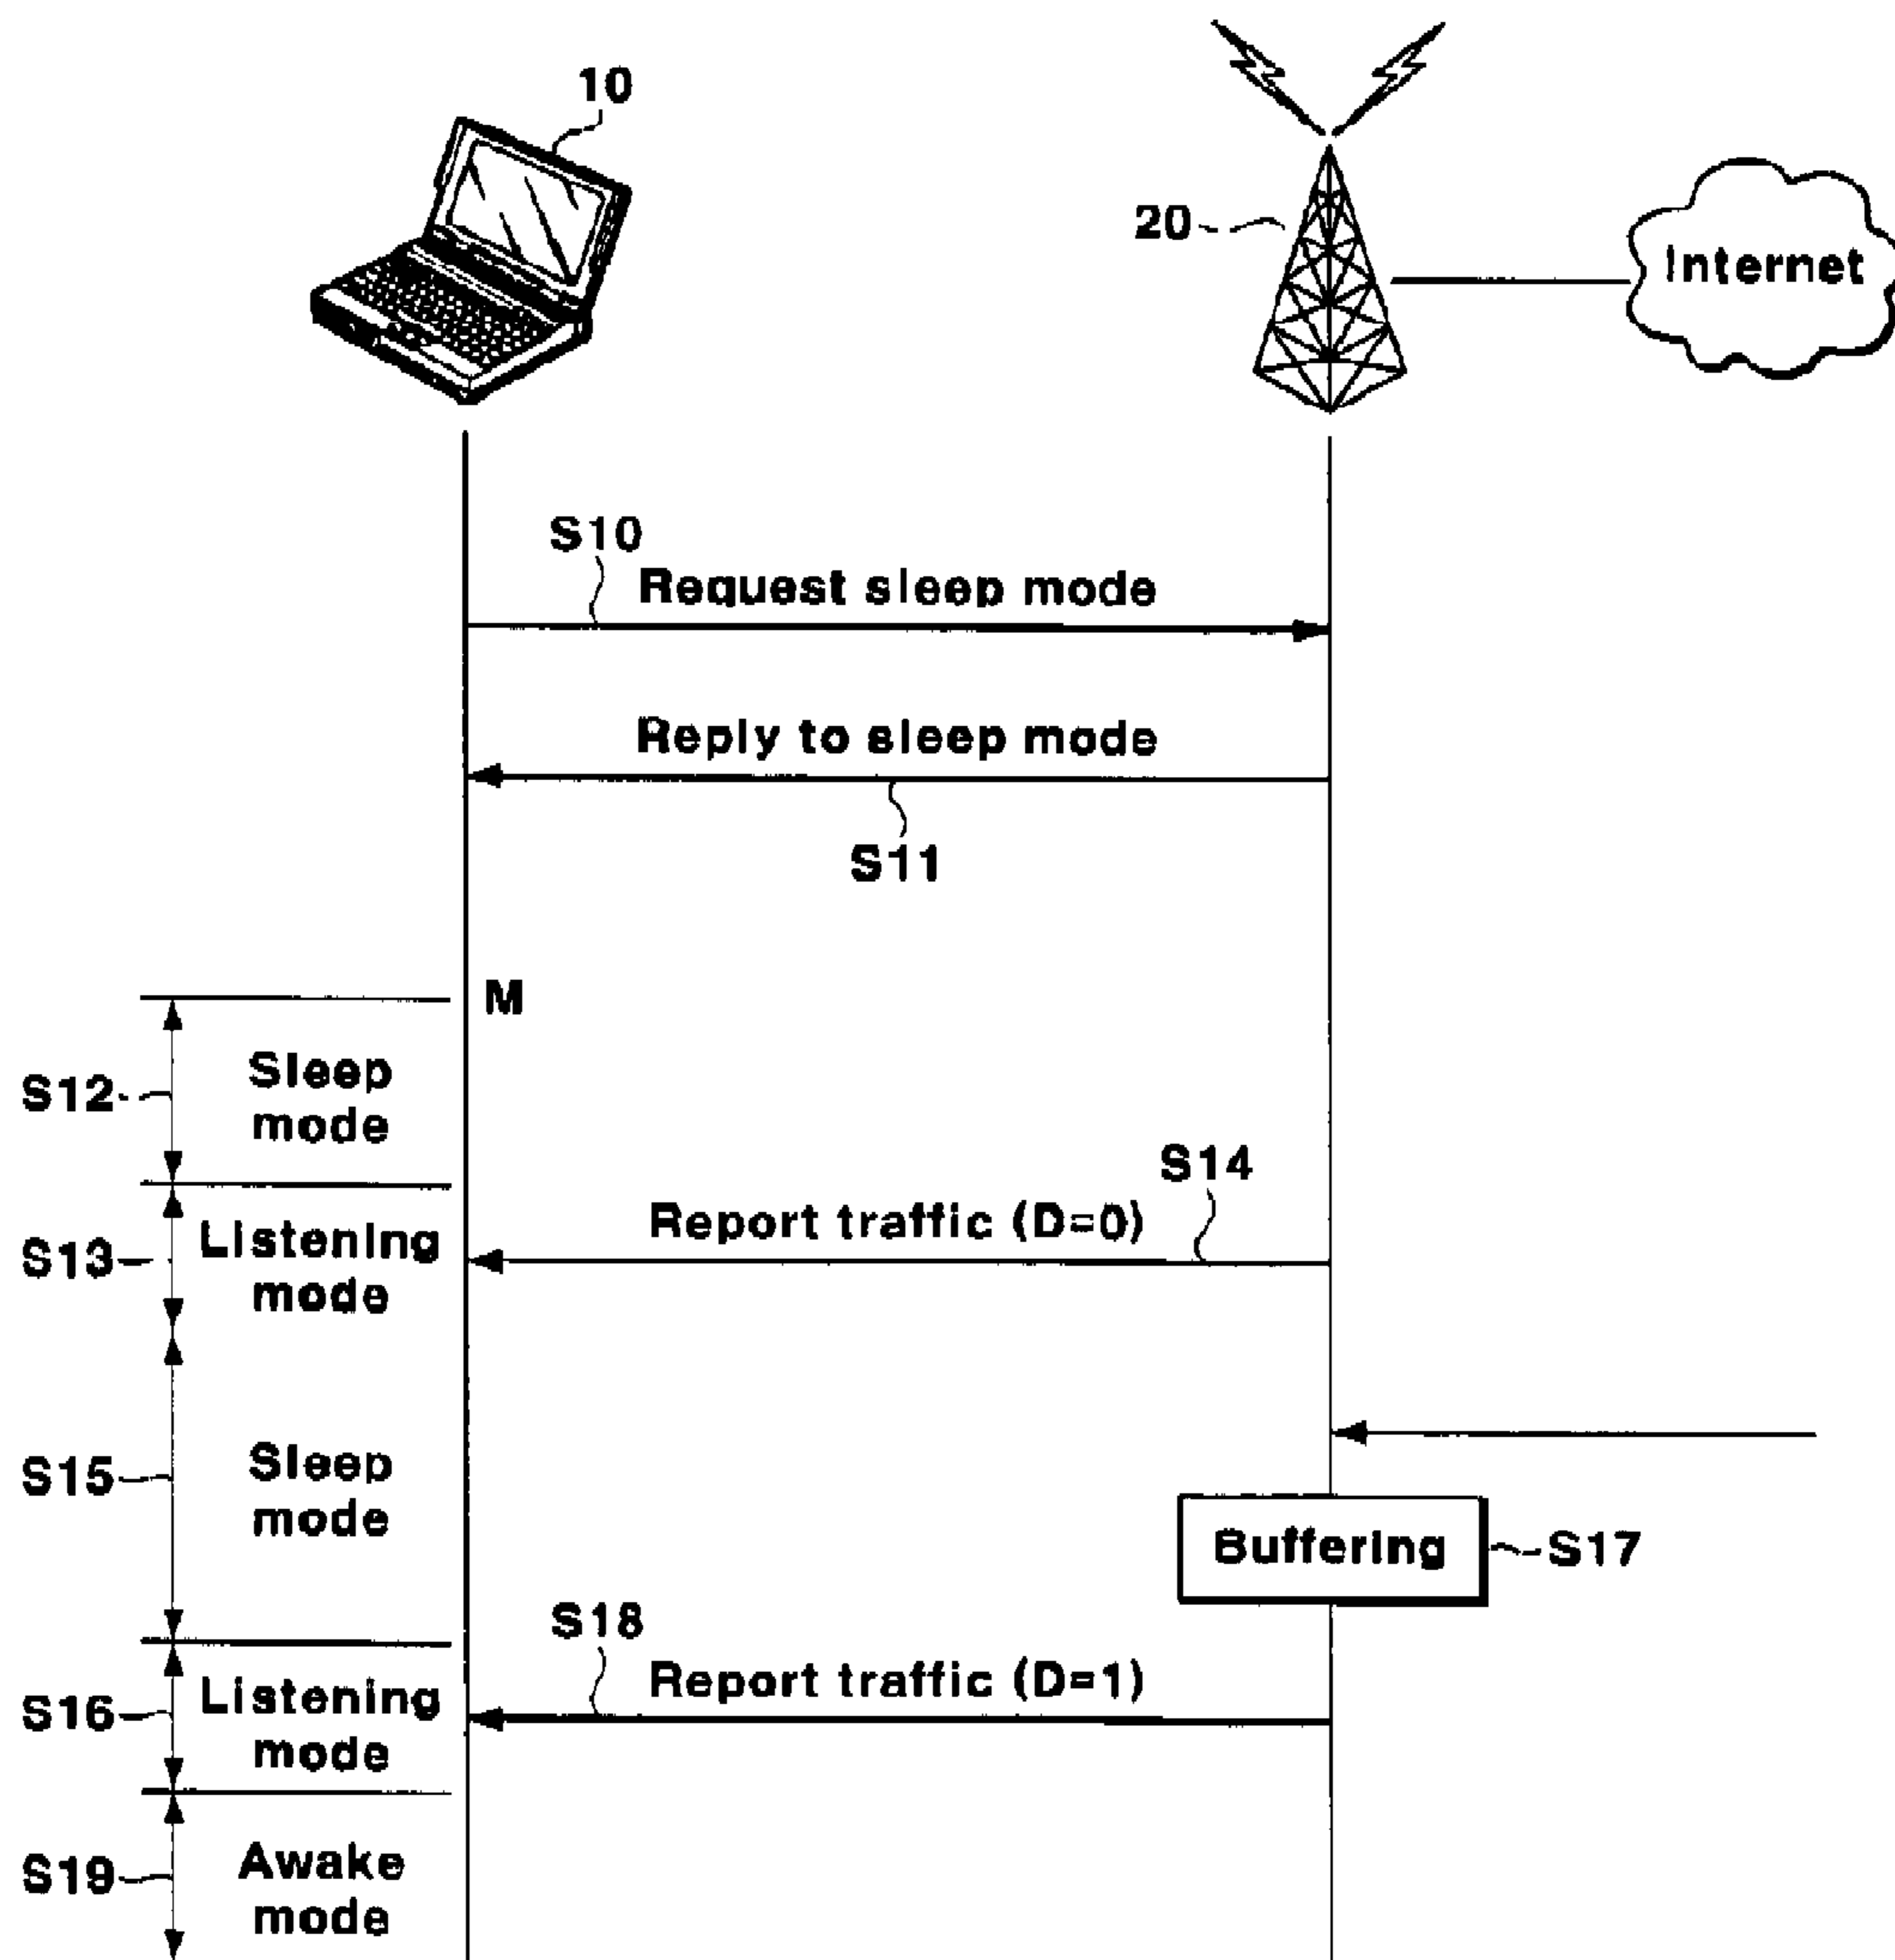 10
20
Internet
S10
Request sleep mode
Reply to sleep mode
S11
M
S12
Sleep
mode
S14
Report traffic (D=0)
S13
Listening
mode
S15
Sleep
mode
Buffering
S17
S18
Report traffic (D=1)
S16
Listening
mode
S19
Awake
mode